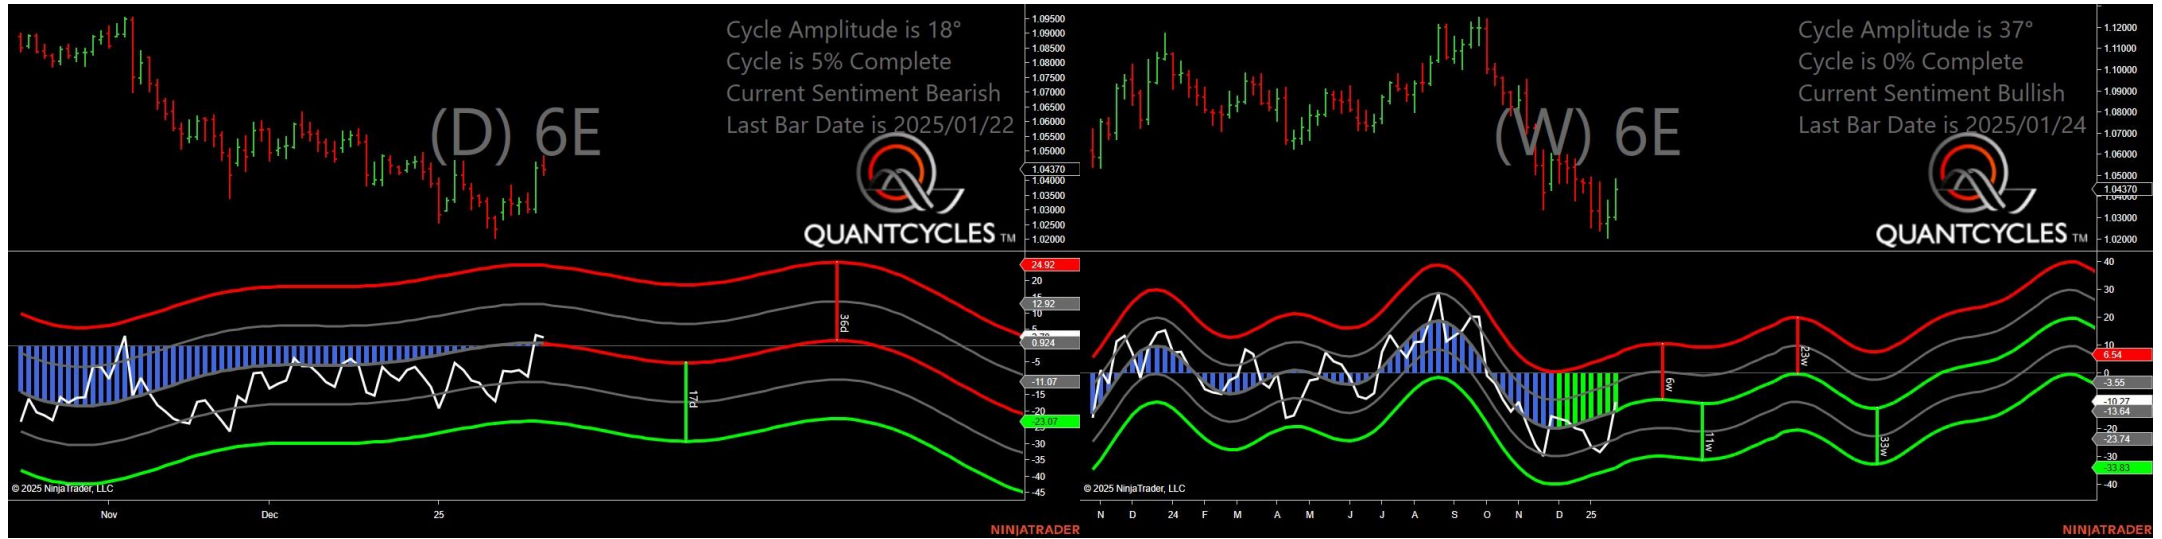 Cycle Amplitude is 18°
Cycle is 5% Complete
Current Sentiment Bearish
Last Bar Date is 2025/01/22
(D) 6E
QUANTCYCLES TM
1.09500
1.09000
1.08500
1.08000
1.07500
1.07000
1.06500
1.06000
1.05500
1.05000
1.04370
1.04000
1.03500
1.03000
1.02500
1.02000
24.92
20
12.92
10
5
0.924
-5
-11.07
-15
-20
-23.07
-30
-35
-40
-45
36d
17d
© 2025 NinjaTrader, LLC
Nov
Dec
25
NINJATRADER
Cycle Amplitude is 37°
Cycle is 0% Complete
Current Sentiment Bullish
Last Bar Date is 2025/01/24
(W) 6E
QUANTCYCLES TM
1.12000
1.11000
1.10000
1.09000
1.08000
1.07000
1.06000
1.05000
1.04370
1.04000
1.03000
1.02000
40
30
20
10
6.54
0
-3.55
-10.27
-13.64
-20
-23.74
-30
-33.83
-40
6w
23w
11w
33w
© 2025 NinjaTrader, LLC
N D 24 F M A M J J A S O N D 25
NINJATRADER